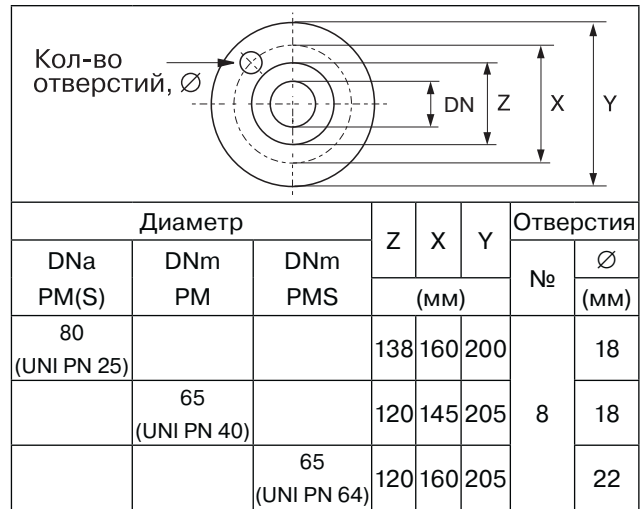 Кол-во
отверстий, ∅
DN Z X Y
Диаметр Z X Y Отверстия
DNa DNm DNm № ∅
PM(S) PM PMS (мм) (мм)
80 138 160 200 8 18
(UNI PN 25)
65 120 145 205 18
(UNI PN 40)
65 120 160 205 22
(UNI PN 64)